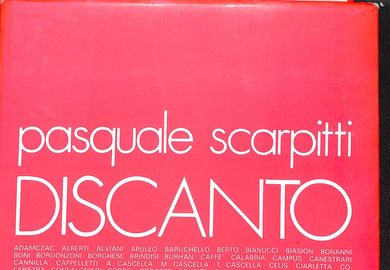 pasquale scarpitti
DISCANTO
ADAMCZAC ALBERTI ALVIANI APULEO BARUCHELLO BERTO BIANUCCI BIASION BONANNI
BONI BORGONZONI BORGHESE BRINDISI BURHAN CAFFE CALABRIA CAMPUS CANESTRARI
CANNILLA CAPPELLETTI A. CASCELLA M. CASCELLA T. CASCELLA CELIS CIARLETTA CO